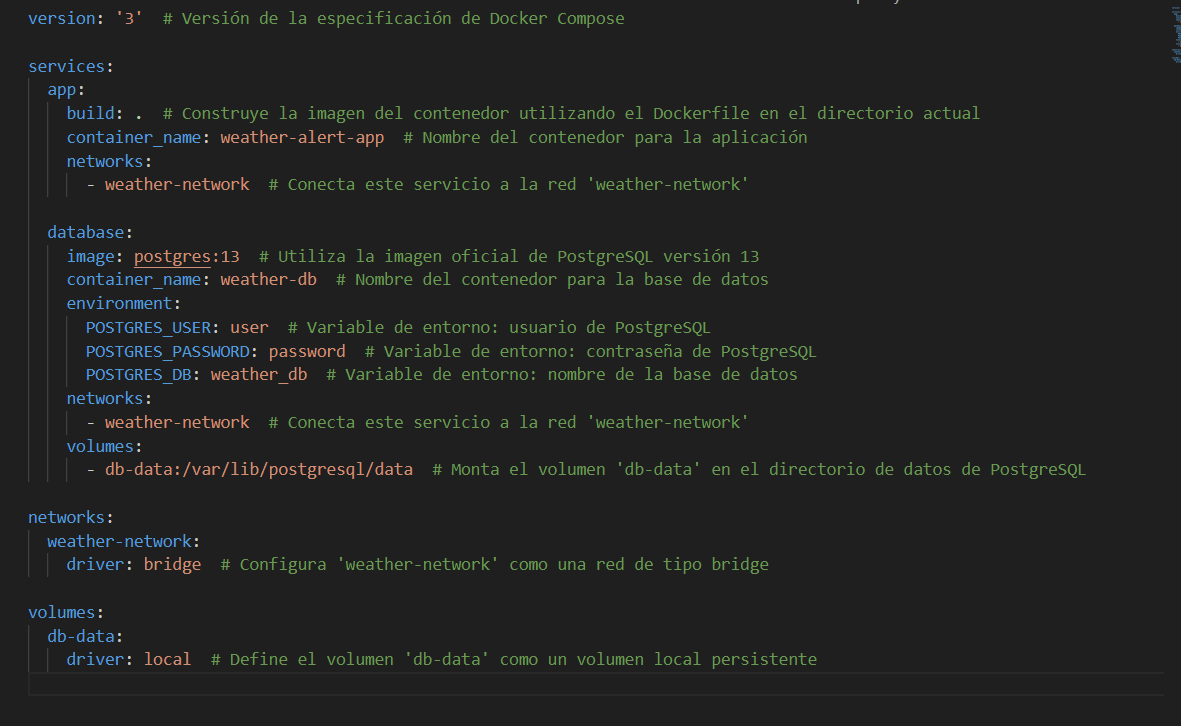 version: '3'  # Versión de la especificación de Docker Compose

services:
  app:
    build: .  # Construye la imagen del contenedor utilizando el Dockerfile en el directorio actual
    container_name: weather-alert-app  # Nombre del contenedor para la aplicación
    networks:
      - weather-network  # Conecta este servicio a la red 'weather-network'

  database:
    image: postgres:13  # Utiliza la imagen oficial de PostgreSQL versión 13
    container_name: weather-db  # Nombre del contenedor para la base de datos
    environment:
      POSTGRES_USER: user  # Variable de entorno: usuario de PostgreSQL
      POSTGRES_PASSWORD: password  # Variable de entorno: contraseña de PostgreSQL
      POSTGRES_DB: weather_db  # Variable de entorno: nombre de la base de datos
    networks:
      - weather-network  # Conecta este servicio a la red 'weather-network'
    volumes:
      - db-data:/var/lib/postgresql/data  # Monta el volumen 'db-data' en el directorio de datos de PostgreSQL

networks:
  weather-network:
    driver: bridge  # Configura 'weather-network' como una red de tipo bridge

volumes:
  db-data:
    driver: local  # Define el volumen 'db-data' como un volumen local persistente